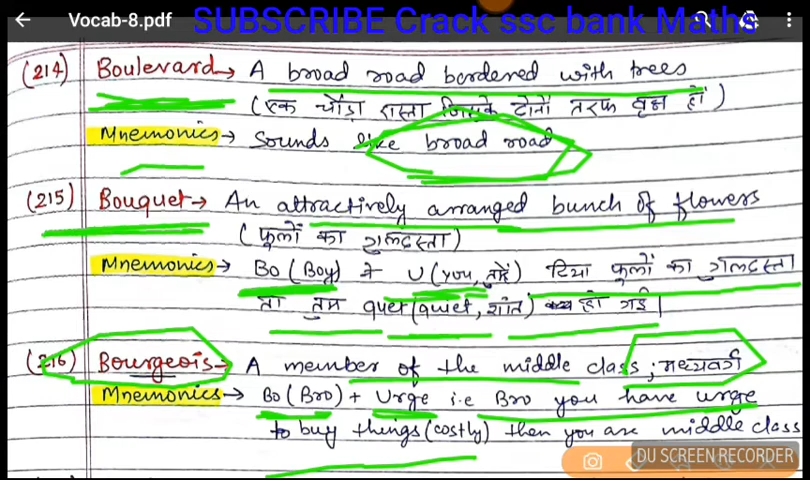 Vocab-8.pdf SUBSCRIBE Crack ssc bank Maths
(214) Boulevard → A broad road bordered with trees
(एक चौंडा रास्ता जिसके दोनों तरफ वृक्ष हों)
Mnemonics → Sounds like broad road
(215) Bouquet → An attractively arranged bunch of flowers
(फूलों का गुलदस्ता)
Mnemonics → Bo (Boy) ने U (you, तुम्हें) दिया फूलों का गुलदस्ता
तो तुम quet (quiet, शांत) हो गई।
(216) Bourgeois → A member of the middle class; मध्यवर्ग
Mnemonics → Bo (Bro) + Urge i.e Bro you have urge
to buy things (costly) then you are middle class
DU SCREEN RECORDER